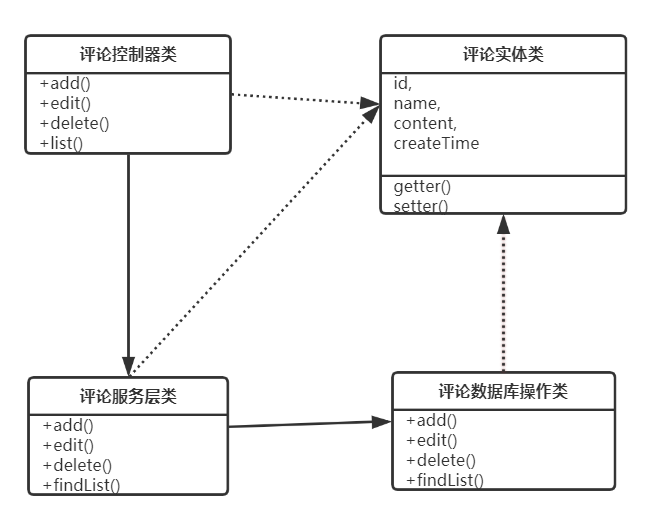 评论控制器类
+add()
+edit()
+delete()
+list()
评论实体类
id,
name,
content,
createTime
getter()
setter()
评论服务层类
+add()
+edit()
+delete()
+findList()
评论数据库操作类
+add()
+edit()
+delete()
+findList()